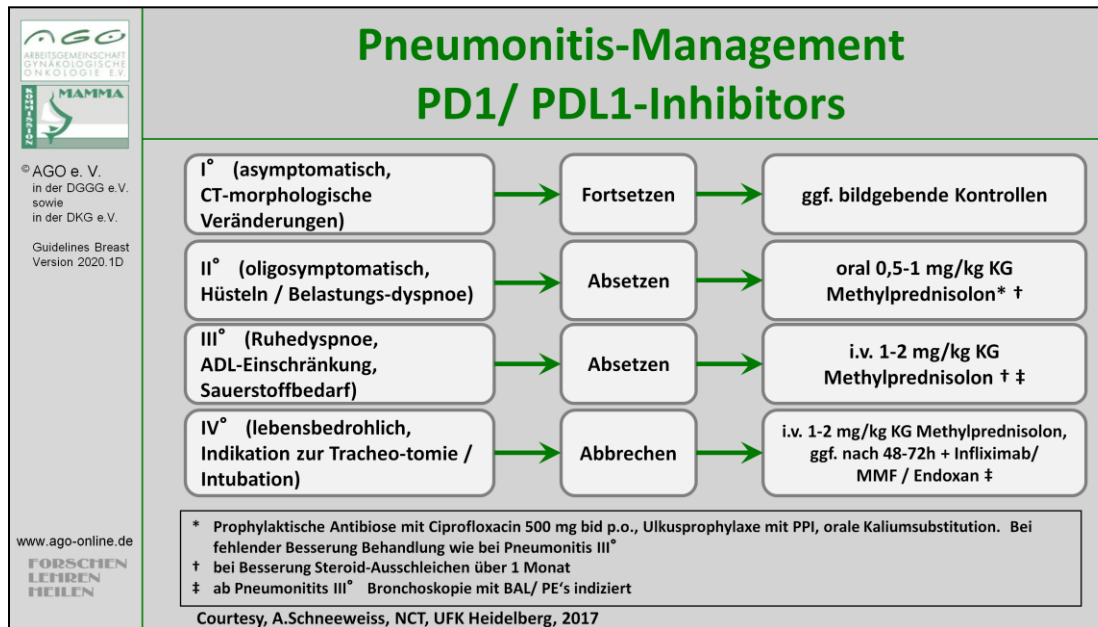 AGO
ARBEITSGEMEINSCHAFT
GYNÄKOLOGISCHE
ONKOLOGIE E.V.
KOMMISSION
MAMMA
© AGO e. V.
in der DGGG e.V.
sowie
in der DKG e.V.
Guidelines Breast
Version 2020.1D
www.ago-online.de
FORSCHEN
LEHREN
HEILEN
Pneumonitis-Management
PD1/ PDL1-Inhibitors
I° (asymptomatisch,
CT-morphologische
Veränderungen)
Fortsetzen
ggf. bildgebende Kontrollen
II° (oligosymptomatisch,
Hüsteln / Belastungs-dyspnoe)
Absetzen
oral 0,5-1 mg/kg KG
Methylprednisolon* †
III° (Ruhedyspnoe,
ADL-Einschränkung,
Sauerstoffbedarf)
Absetzen
i.v. 1-2 mg/kg KG
Methylprednisolon † ‡
IV° (lebensbedrohlich,
Indikation zur Tracheo-tomie /
Intubation)
Abbrechen
i.v. 1-2 mg/kg KG Methylprednisolon,
ggf. nach 48-72h + Infliximab/
MMF / Endoxan ‡
* Prophylaktische Antibiose mit Ciprofloxacin 500 mg bid p.o., Ulkusprophylaxe mit PPI, orale Kaliumsubstitution. Bei
fehlender Besserung Behandlung wie bei Pneumonitis III°
† bei Besserung Steroid-Ausschleichen über 1 Monat
‡ ab Pneumonitits III° Bronchoskopie mit BAL/ PE‘s indiziert
Courtesy, A.Schneeweiss, NCT, UFK Heidelberg, 2017